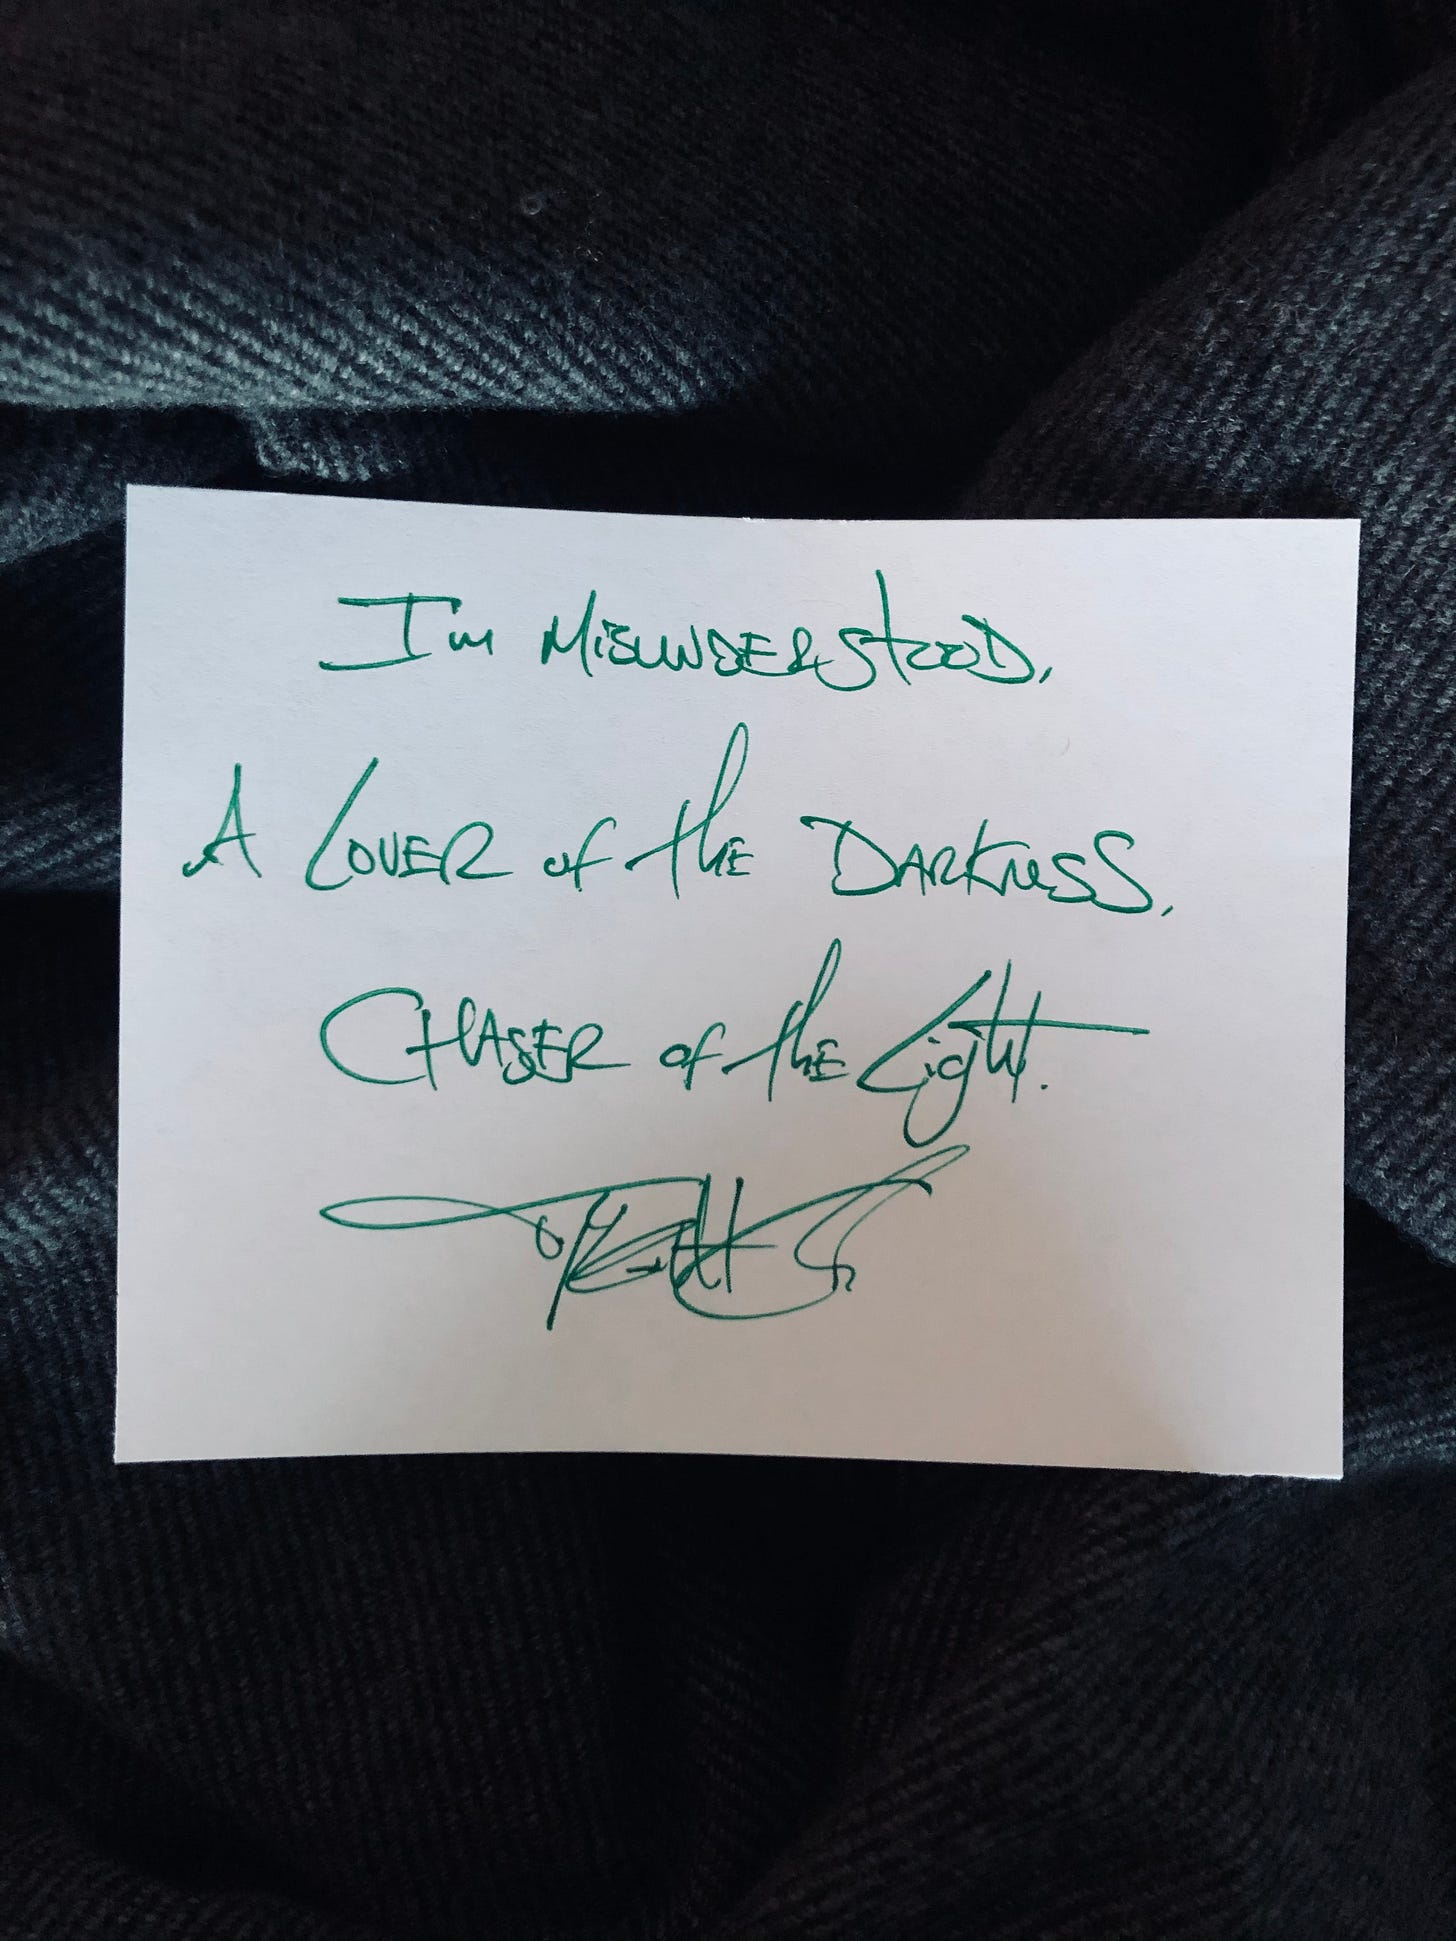 I'm Misunderstood,
A Lover of the Darkness,
Chaser of the Light.